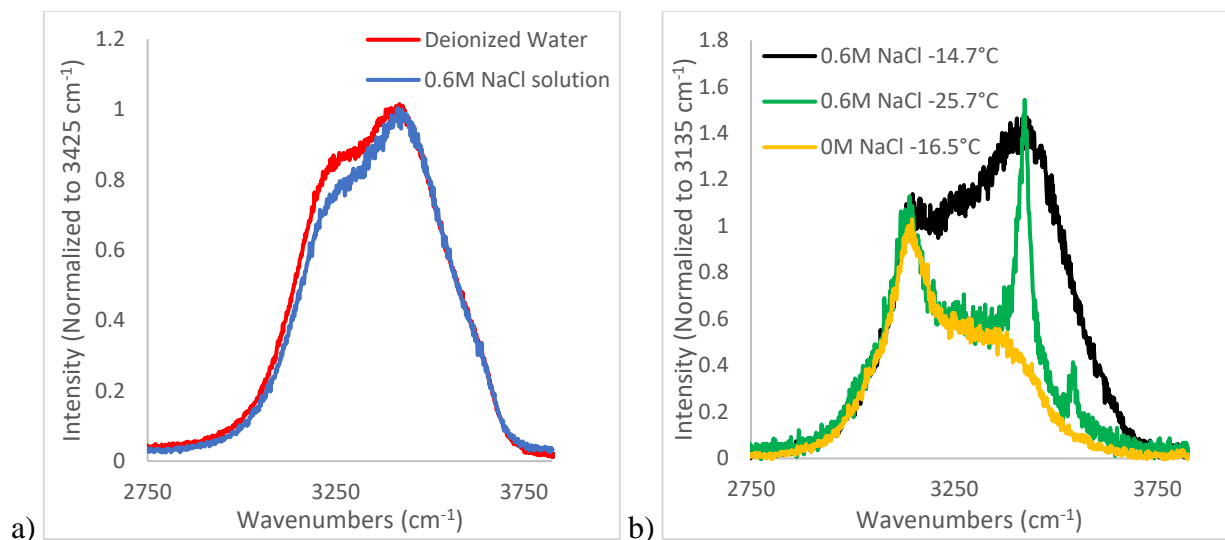 Intensity (Normalized to 3425 cm⁻¹)
1.2
1
0.8
0.6
0.4
0.2
0
Deionized Water
0.6M NaCl solution
2750
3250
3750
Wavenumbers (cm⁻¹)
a)
Intensity (Normalized to 3135 cm⁻¹)
1.8
1.6
1.4
1.2
1
0.8
0.6
0.4
0.2
0
0.6M NaCl -14.7°C
0.6M NaCl -25.7°C
0M NaCl -16.5°C
2750
3250
3750
Wavenumbers (cm⁻¹)
b)